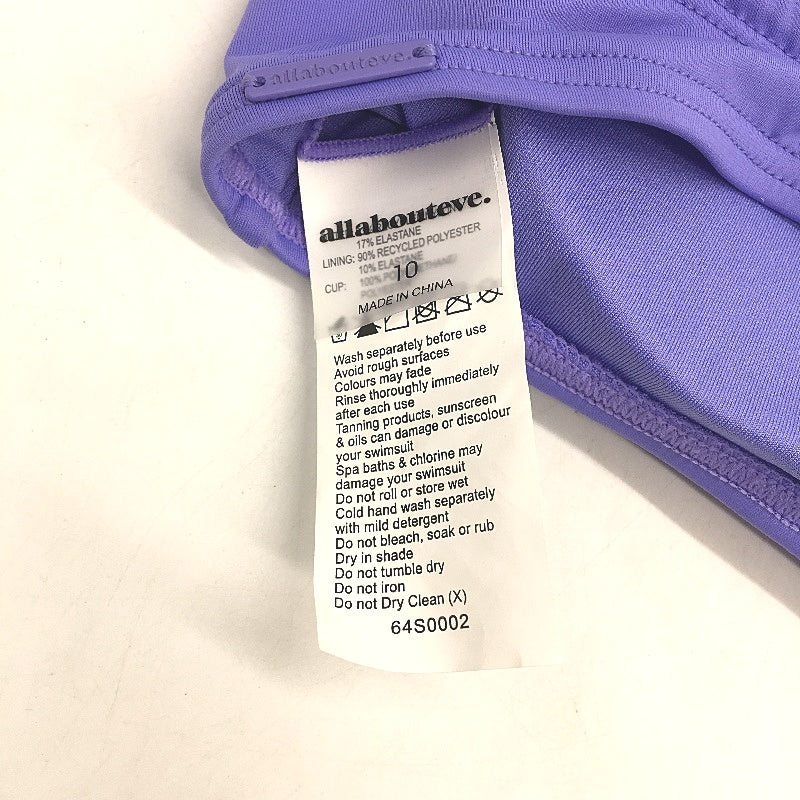 allabouteve.
allabouteve.
17% ELASTANE
LINING: 90% RECYCLED POLYESTER
10% ELASTANE
10
CUP: 100%
MADE IN CHINA
Wash separately before use
Avoid rough surfaces
Colours may fade
Rinse thoroughly immediately
after each use
Tanning products, sunscreen
& oils can damage or discolour
your swimsuit
Spa baths & chlorine may
damage your swimsuit
Do not roll or store wet
Cold hand wash separately
with mild detergent
Do not bleach, soak or rub
Dry in shade
Do not tumble dry
Do not iron
Do not Dry Clean (X)
64S0002